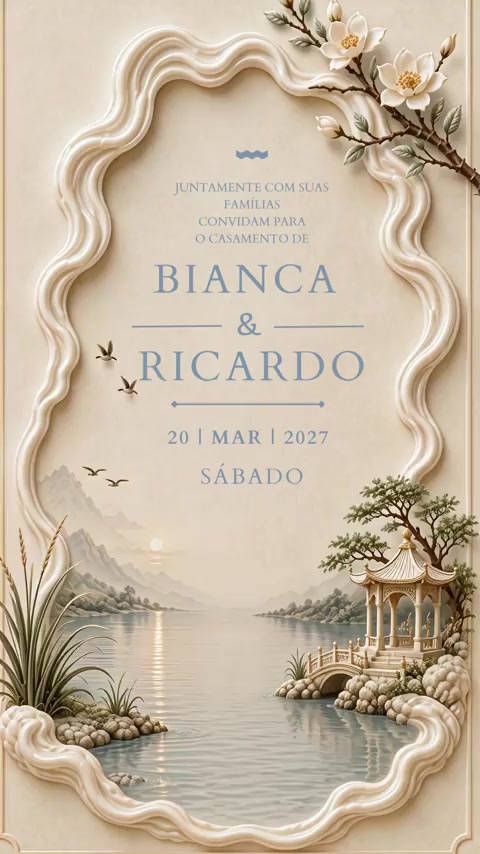 JUNTAMENTE COM SUAS
FAMÍLIAS
CONVIDAM PARA
O CASAMENTO DE
BIANCA
&
RICARDO
20 | MAR | 2027
SÁBADO